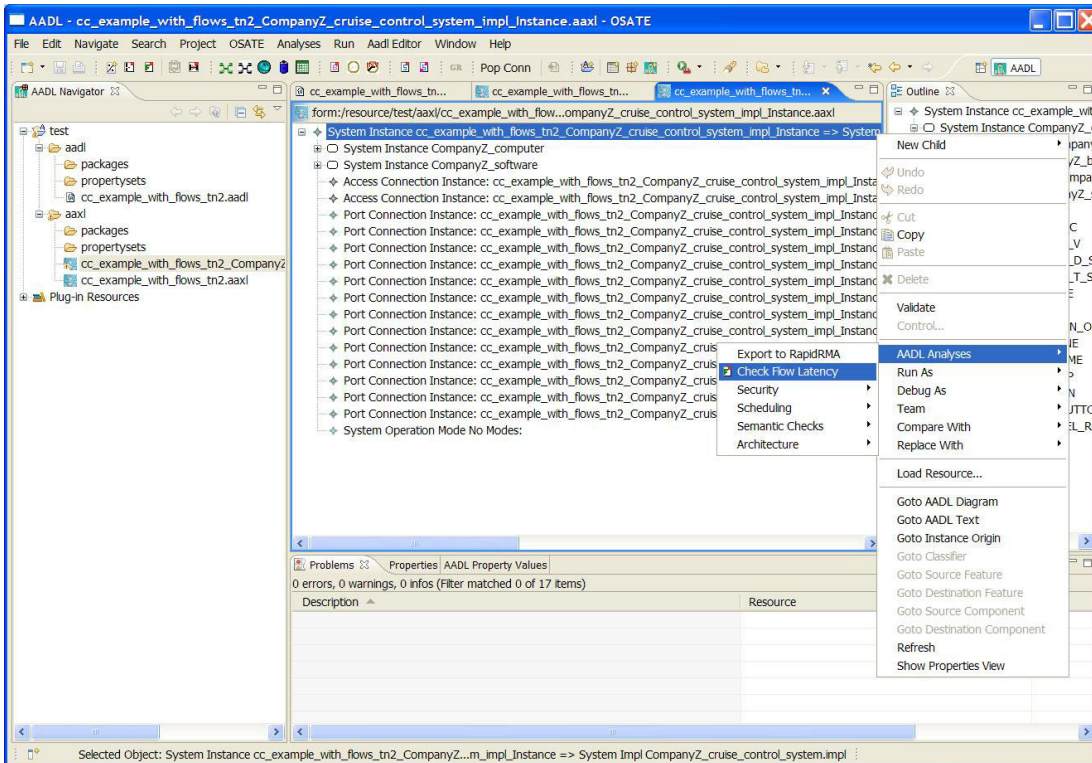 AADL - cc_example_with_flows_tn2_CompanyZ_cruise_control_system_impl_Instance.aaxl - OSATE
File Edit Navigate Search Project OSATE Analyses Run Aadl Editor Window Help
Pop Conn AADL
AADL Navigator
test
aadl
packages
propertysets
cc_example_with_flows_tn2.aadl
aaxl
packages
propertysets
cc_example_with_flows_tn2_CompanyZ
cc_example_with_flows_tn2.aaxl
Plug-in Resources
cc_example_with_flows_tn... cc_example_with_flows_tn... cc_example_with_flows_tn...
form:/resource/test/aaxl/cc_example_with_flow...ompanyZ_cruise_control_system_impl_Instance.aaxl
System Instance cc_example_with_flows_tn2_CompanyZ_cruise_control_system_impl_Instance => System
System Instance CompanyZ_computer
System Instance CompanyZ_software
Access Connection Instance: cc_example_with_flows_tn2_CompanyZ_cruise_control_system_impl_Insta
Access Connection Instance: cc_example_with_flows_tn2_CompanyZ_cruise_control_system_impl_Insta
Port Connection Instance: cc_example_with_flows_tn2_CompanyZ_cruise_control_system_impl_Instanc
Port Connection Instance: cc_example_with_flows_tn2_CompanyZ_cruise_control_system_impl_Instanc
Port Connection Instance: cc_example_with_flows_tn2_CompanyZ_cruise_control_system_impl_Instanc
Port Connection Instance: cc_example_with_flows_tn2_CompanyZ_cruise_control_system_impl_Instanc
Port Connection Instance: cc_example_with_flows_tn2_CompanyZ_cruise_control_system_impl_Instanc
Port Connection Instance: cc_example_with_flows_tn2_CompanyZ_cruise_control_system_impl_Instanc
Port Connection Instance: cc_example_with_flows_tn2_CompanyZ_cruise_control_system_impl_Instanc
Port Connection Instance: cc_example_with_flows_tn2_CompanyZ_cruise_control_system_impl_Instanc
Port Connection Instance: cc_example_with_flows_tn2_CompanyZ_cruis
Port Connection Instance: cc_example_with_flows_tn2_CompanyZ_cruis
Port Connection Instance: cc_example_with_flows_tn2_CompanyZ_cruis
Port Connection Instance: cc_example_with_flows_tn2_CompanyZ_cruis
Port Connection Instance: cc_example_with_flows_tn2_CompanyZ_cruis
System Operation Mode No Modes:
Export to RapidRMA
Check Flow Latency
Security
Scheduling
Semantic Checks
Architecture
New Child
Undo
Redo
Cut
Copy
Paste
Delete
Validate
Control...
AADL Analyses
Run As
Debug As
Team
Compare With
Replace With
Load Resource...
Goto AADL Diagram
Goto AADL Text
Goto Instance Origin
Goto Classifier
Goto Source Feature
Goto Destination Feature
Goto Source Component
Goto Destination Component
Refresh
Show Properties View
Outline
System Instance cc_example_wit
System Instance CompanyZ_c
Problems Properties AADL Property Values
0 errors, 0 warnings, 0 infos (Filter matched 0 of 17 items)
Description Resource
Selected Object: System Instance cc_example_with_flows_tn2_CompanyZ...m_impl_Instance => System Impl CompanyZ_cruise_control_system.impl